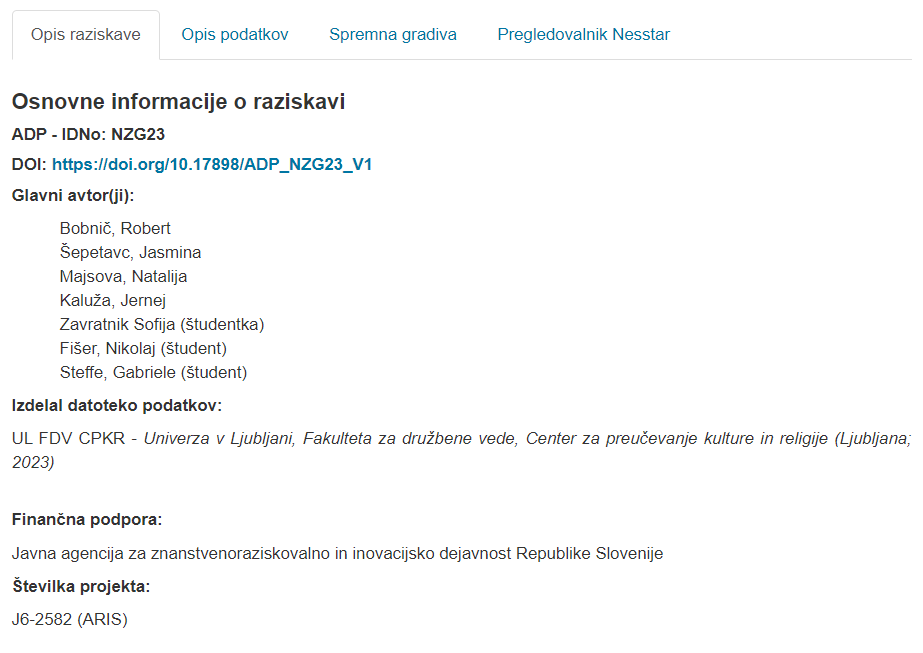 Opis raziskave Opis podatkov Spremna gradiva Pregledovalnik Nesstar
Osnovne informacije o raziskavi
ADP - IDNo: NZG23
DOI: https://doi.org/10.17898/ADP_NZG23_V1
Glavni avtor(ji):
Bobnič, Robert
Šepetavc, Jasmina
Majsova, Natalija
Kaluža, Jernej
Zavratnik Sofija (študentka)
Fišer, Nikolaj (študent)
Steffe, Gabriele (študent)
Izdelal datoteko podatkov:
UL FDV CPKR - Univerza v Ljubljani, Fakulteta za družbene vede, Center za preučevanje kulture in religije (Ljubljana;
2023)
Finančna podpora:
Javna agencija za znanstvenoraziskovalno in inovacijsko dejavnost Republike Slovenije
Številka projekta:
J6-2582 (ARIS)